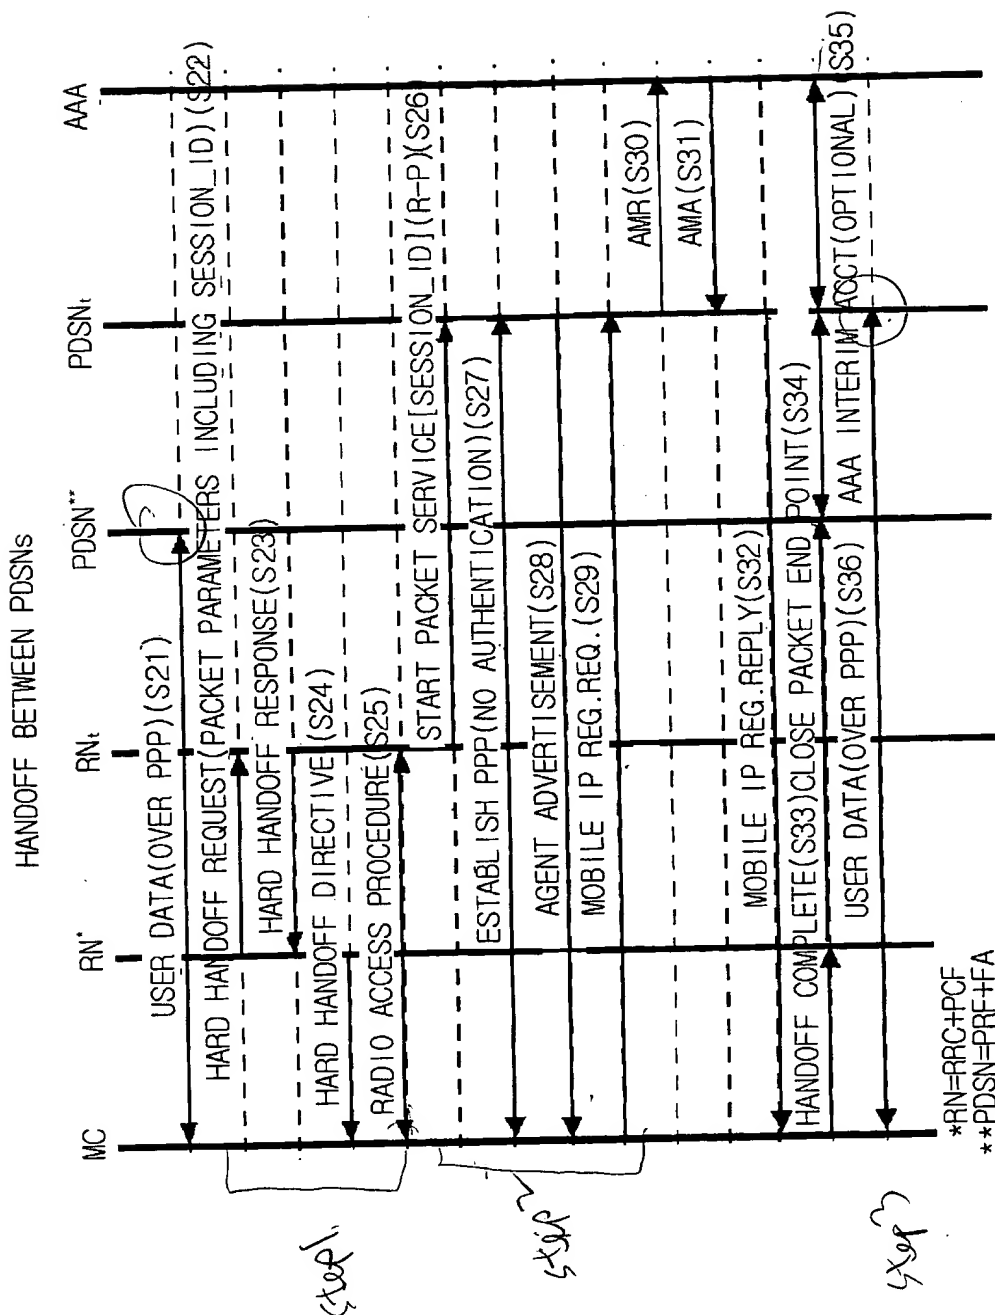 HANDOFF BETWEEN PDSNs
MC
RN*
RNt
PDSN**
PDSNt
AAA
USER DATA(OVER PPP)(S21)
HARD HANDOFF REQUEST(PACKET PARAMETERS INCLUDING SESSION_ID)(S22)
HARD HANDOFF RESPONSE(S23)
HARD HANDOFF DIRECTIVE(S24)
RADIO ACCESS PROCEDURE(S25)
START PACKET SERVICE[SESSION_ID](R-P)(S26)
ESTABLISH PPP(NO AUTHENTICATION)(S27)
AGENT ADVERTISEMENT(S28)
MOBILE IP REG.REQ.(S29)
AMR(S30)
AMA(S31)
MOBILE IP REG.REPLY(S32)
HANDOFF COMPLETE(S33)
CLOSE PACKET END POINT(S34)
AAA INTERIM ACCT(OPTIONAL)(S35)
USER DATA(OVER PPP)(S36)
*RN=RRC+PCF
**PDSN=PRF+FA
step1
step2
step3